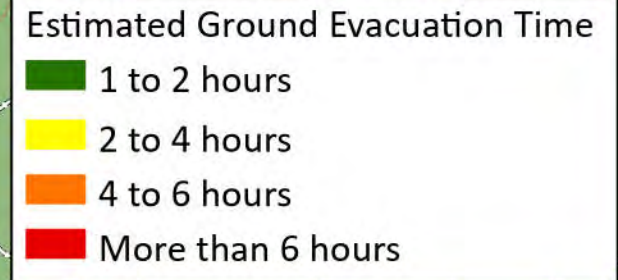 Estimated Ground Evacuation Time
1 to 2 hours
2 to 4 hours
4 to 6 hours
More than 6 hours